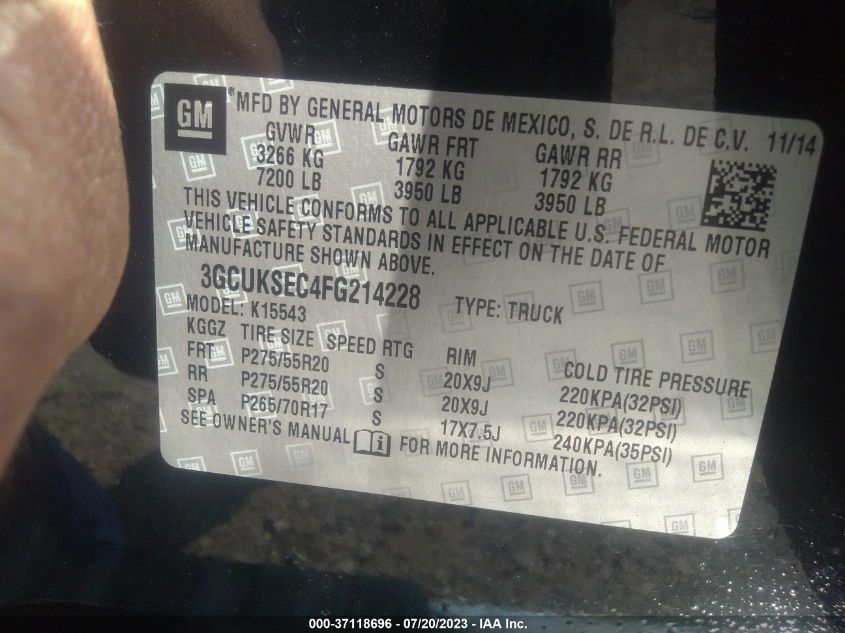 GM ® MFD BY GENERAL MOTORS DE MEXICO, S. DE R.L. DE C.V. 11/14
GVWR GAWR FRT GAWR RR
3266 KG 1792 KG 1792 KG
7200 LB 3950 LB 3950 LB
THIS VEHICLE CONFORMS TO ALL APPLICABLE U.S. FEDERAL MOTOR
VEHICLE SAFETY STANDARDS IN EFFECT ON THE DATE OF
MANUFACTURE SHOWN ABOVE.
3GCUKSEC4FG214228
MODEL: K15543 TYPE: TRUCK
KGGZ TIRE SIZE SPEED RTG RIM COLD TIRE PRESSURE
FRT P275/55R20 S 20X9J 220KPA(32PSI)
RR P275/55R20 S 20X9J 220KPA(32PSI)
SPA P265/70R17 S 17X7.5J 240KPA(35PSI)
SEE OWNER'S MANUAL FOR MORE INFORMATION.
000-37118696 - 07/20/2023 - IAA Inc.